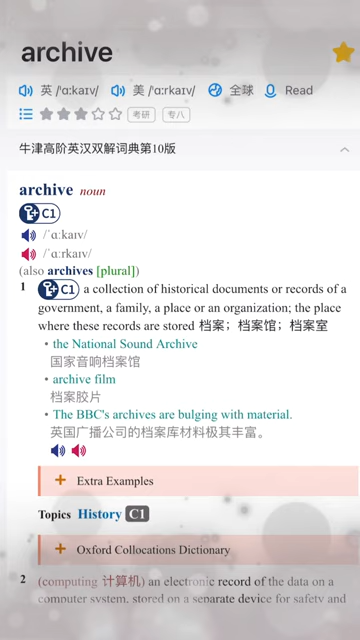 archive
英 /'ɑːkaɪv/ 美 /'ɑːrkaɪv/ 全球 Read
考研 专八
牛津高阶英汉双解词典第10版
archive noun
C1
/ˈɑːkaɪv/
/ˈɑːrkaɪv/
(also archives [plural])
1 C1 a collection of historical documents or records of a
government, a family, a place or an organization; the place
where these records are stored 档案；档案馆；档案室
• the National Sound Archive
国家音响档案馆
• archive film
档案胶片
• The BBC's archives are bulging with material.
英国广播公司的档案库材料极其丰富。
+ Extra Examples
Topics History C1
+ Oxford Collocations Dictionary
2 (computing 计算机) an electronic record of the data on a
computer system, stored on a separate device for safety and